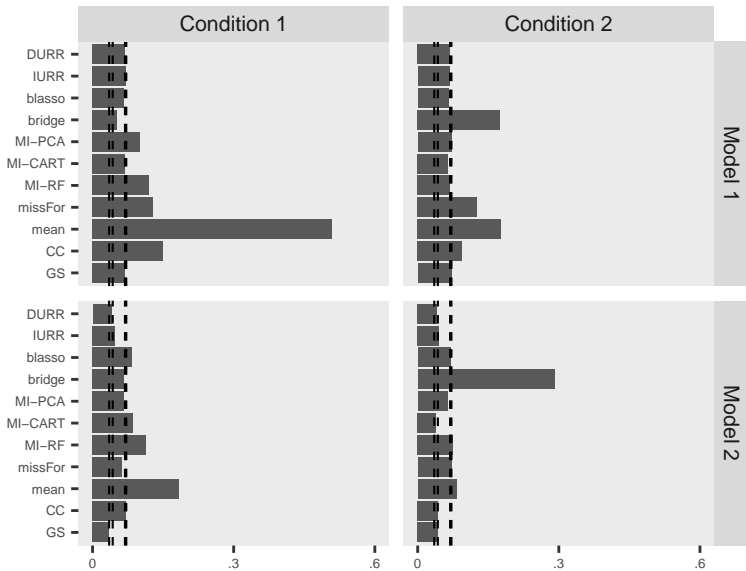 Condition 1
Condition 2
DURR
IURR
blasso
bridge
MI−PCA
MI−CART
MI−RF
missFor
mean
CC
GS
Model 1
DURR
IURR
blasso
bridge
MI−PCA
MI−CART
MI−RF
missFor
mean
CC
GS
Model 2
0
.3
.6
0
.3
.6